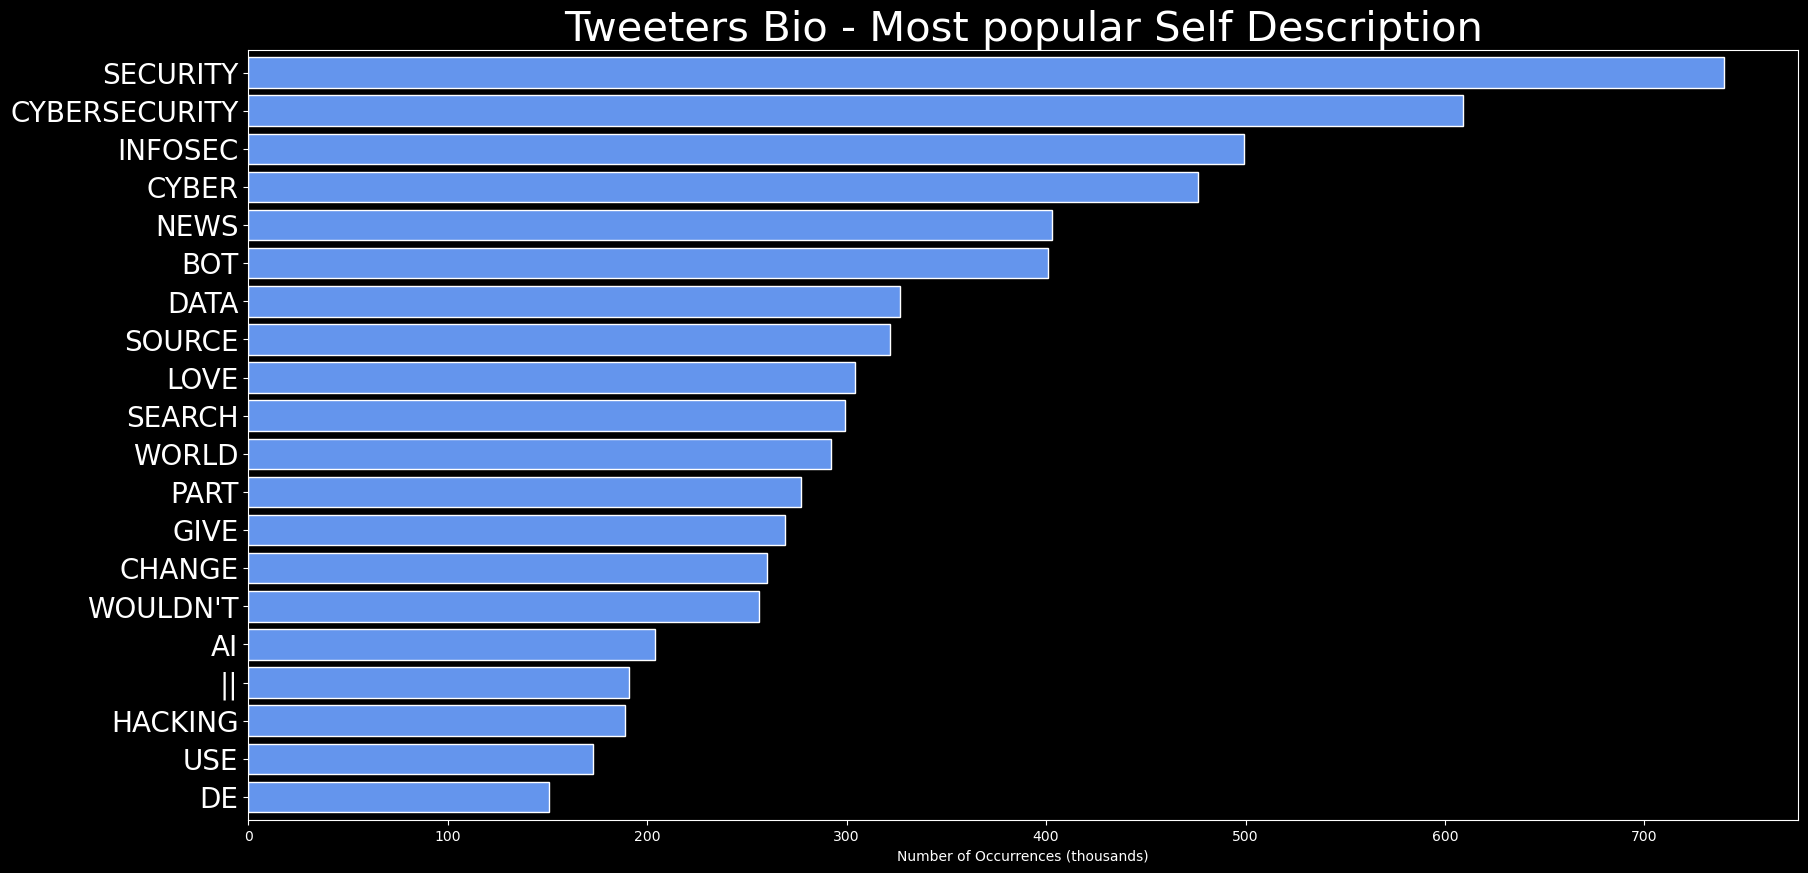 Tweeters Bio - Most popular Self Description
SECURITY
CYBERSECURITY
INFOSEC
CYBER
NEWS
BOT
DATA
SOURCE
LOVE
SEARCH
WORLD
PART
GIVE
CHANGE
WOULDN'T
AI
||
HACKING
USE
DE
0 100 200 300 400 500 600 700
Number of Occurrences (thousands)